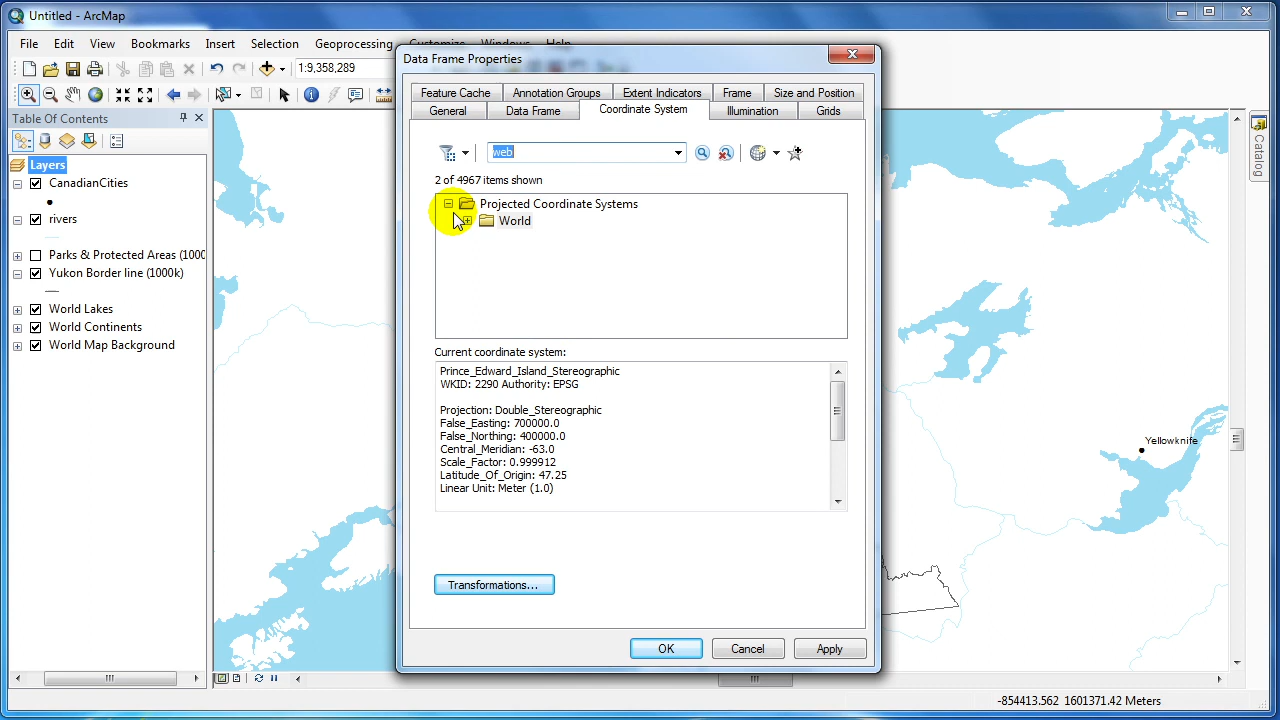 Untitled - ArcMap
File Edit View Bookmarks Insert Selection Geoprocessing Customize Windows Help
1:9,358,289
Table Of Contents
Layers
CanadianCities
rivers
Parks & Protected Areas (1000
Yukon Border line (1000k)
World Lakes
World Continents
World Map Background
Data Frame Properties
Feature Cache Annotation Groups Extent Indicators Frame Size and Position
General Data Frame Coordinate System Illumination Grids
web
2 of 4967 items shown
Projected Coordinate Systems
World
Current coordinate system:
Prince_Edward_Island_Stereographic
WKID: 2290 Authority: EPSG
Projection: Double_Stereographic
False_Easting: 700000.0
False_Northing: 400000.0
Central_Meridian: -63.0
Scale_Factor: 0.999912
Latitude_Of_Origin: 47.25
Linear Unit: Meter (1.0)
Transformations...
OK Cancel Apply
Yellowknife
Catalog
-854413.562 1601371.42 Meters